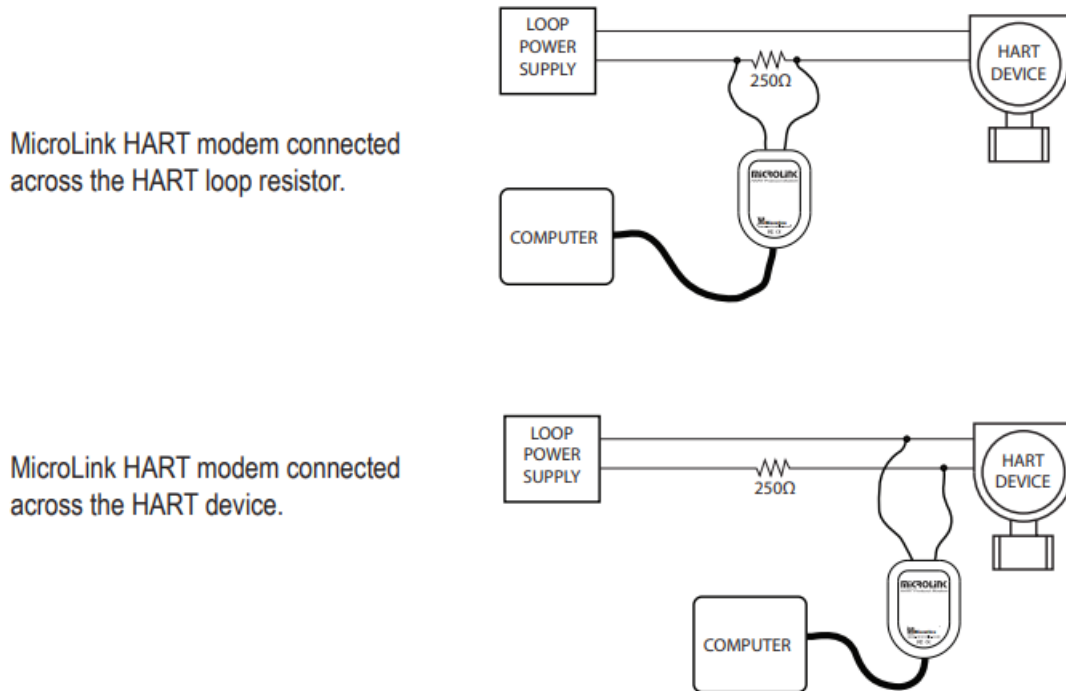 LOOP
POWER
SUPPLY
250Ω
HART
DEVICE
MicroLink HART modem connected
across the HART loop resistor.
MICROLINK
COMPUTER
LOOP
POWER
SUPPLY
250Ω
HART
DEVICE
MicroLink HART modem connected
across the HART device.
MICROLINK
COMPUTER